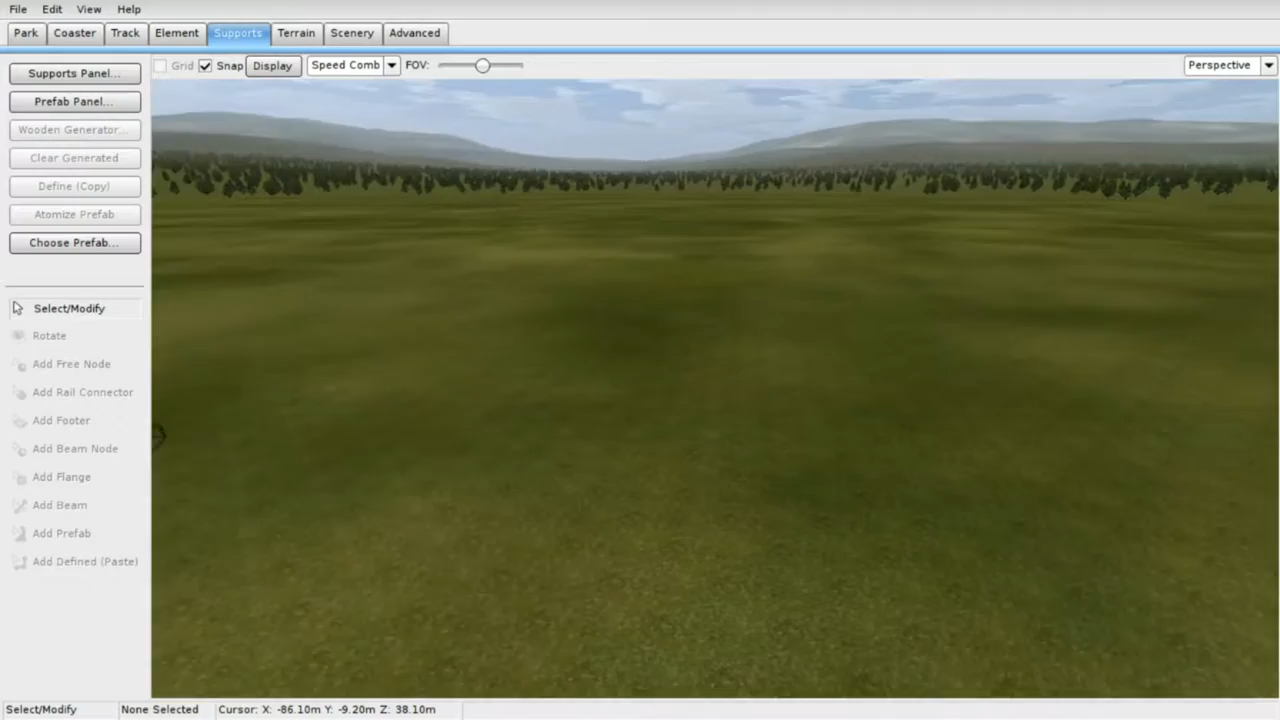 File Edit View Help
Park Coaster Track Element Supports Terrain Scenery Advanced
Supports Panel... Grid Snap Display Speed Comb FOV: Perspective
Prefab Panel...
Wooden Generator...
Clear Generated
Define (Copy)
Atomize Prefab
Choose Prefab...
Select/Modify
Rotate
Add Free Node
Add Rail Connector
Add Footer
Add Beam Node
Add Flange
Add Beam
Add Prefab
Add Defined (Paste)
Select/Modify None Selected Cursor: X: -86.10m Y: -9.20m Z: 38.10m